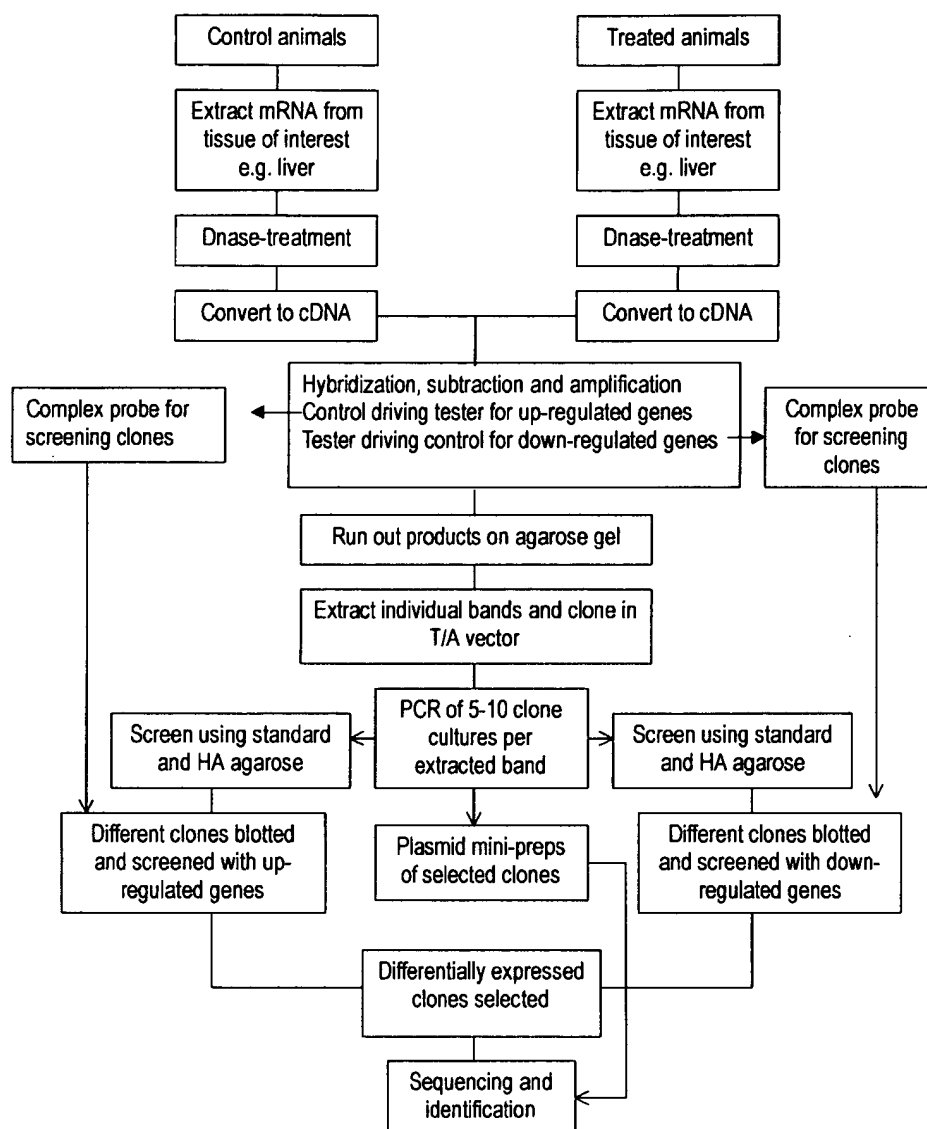 Control animals
Treated animals
Extract mRNA from
tissue of interest
e.g. liver
Extract mRNA from
tissue of interest
e.g. liver
Dnase-treatment
Dnase-treatment
Convert to cDNA
Convert to cDNA
Hybridization, subtraction and amplification
Control driving tester for up-regulated genes
Tester driving control for down-regulated genes
Complex probe for
screening clones
Complex probe
for screening
clones
Run out products on agarose gel
Extract individual bands and clone in
T/A vector
PCR of 5-10 clone
cultures per
extracted band
Screen using standard
and HA agarose
Screen using standard
and HA agarose
Different clones blotted
and screened with up-
regulated genes
Plasmid mini-preps
of selected clones
Different clones blotted
and screened with down-
regulated genes
Differentially expressed
clones selected
Sequencing and
identification